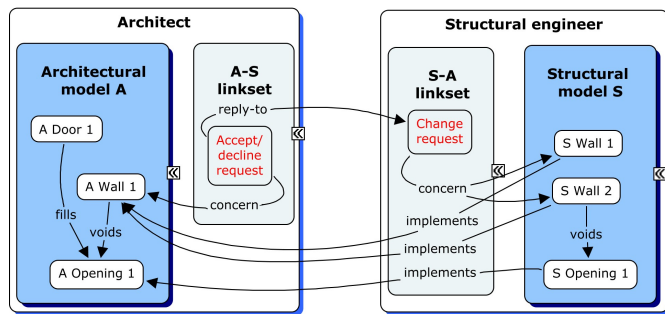 Architect
Architectural
model A
A Door 1
A Wall 1
fills
voids
A Opening 1
A-S
linkset
reply-to
Accept/
decline
request
concern
Structural engineer
S-A
linkset
Change
request
concern
implements
implements
implements
Structural
model S
S Wall 1
S Wall 2
voids
S Opening 1